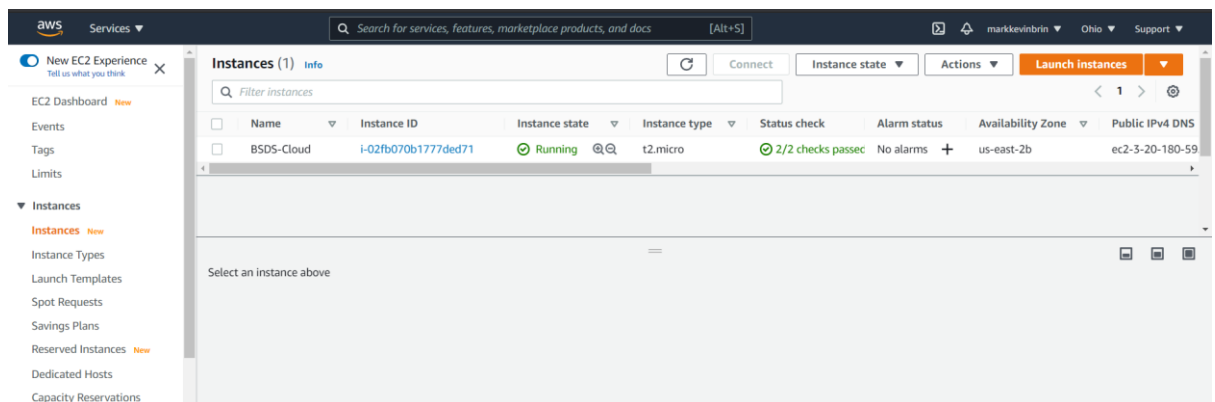 aws Services ▼ Search for services, features, marketplace products, and docs [Alt+S] markkevinbrin ▼ Ohio ▼ Support ▼
New EC2 Experience
Tell us what you think
EC2 Dashboard New
Events
Tags
Limits
Instances
Instances New
Instance Types
Launch Templates
Spot Requests
Savings Plans
Reserved Instances New
Dedicated Hosts
Capacity Reservations
Instances (1) Info Connect Instance state ▼ Actions ▼ Launch instances ▼
Filter instances < 1 >
Name Instance ID Instance state Instance type Status check Alarm status Availability Zone Public IPv4 DNS
BSDS-Cloud i-02fb070b1777ded71 Running t2.micro 2/2 checks passed No alarms + us-east-2b ec2-3-20-180-59
Select an instance above